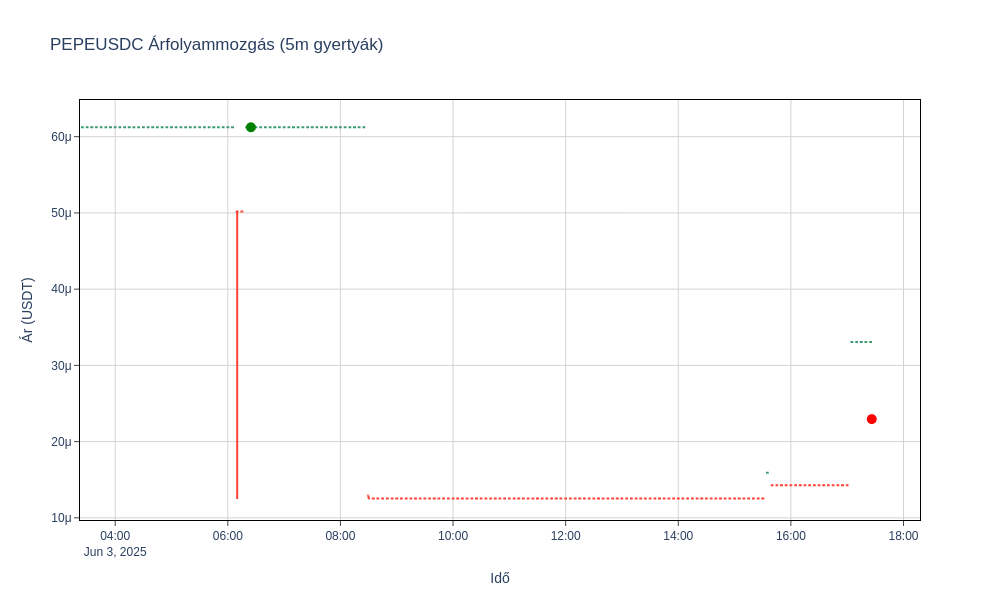 PEPEUSDC Árfolyammozgás (5m gyertyák)
60μ
50μ
40μ
30μ
20μ
10μ
Ár (USDT)
04:00 06:00 08:00 10:00 12:00 14:00 16:00 18:00
Jun 3, 2025
Idő